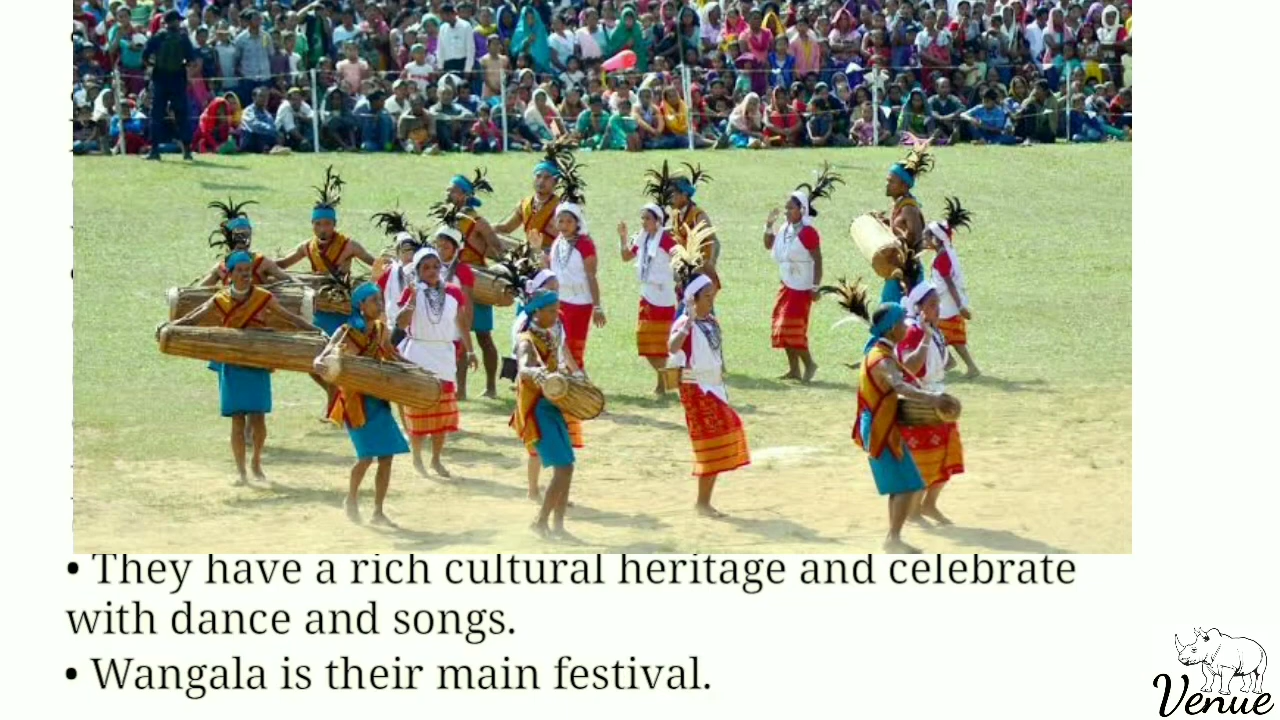 • They have a rich cultural heritage and celebrate
with dance and songs.
• Wangala is their main festival.
Venue